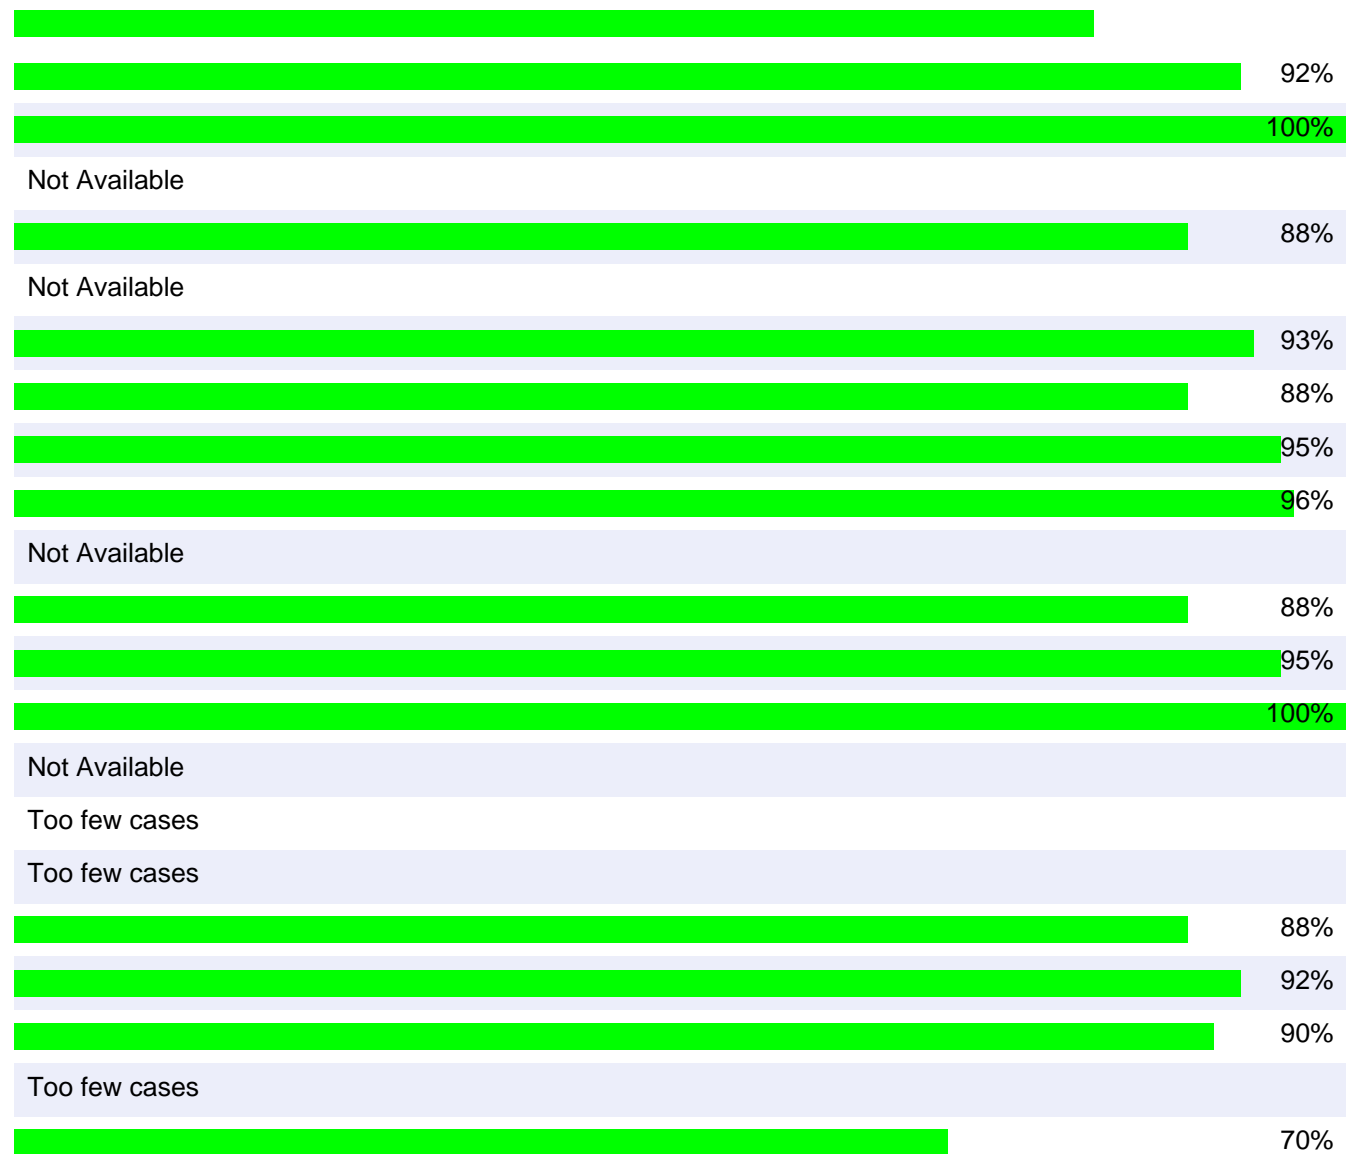 92%
100%
Not Available
88%
Not Available
93%
88%
95%
96%
Not Available
88%
95%
100%
Not Available
Too few cases
Too few cases
88%
92%
90%
Too few cases
70%